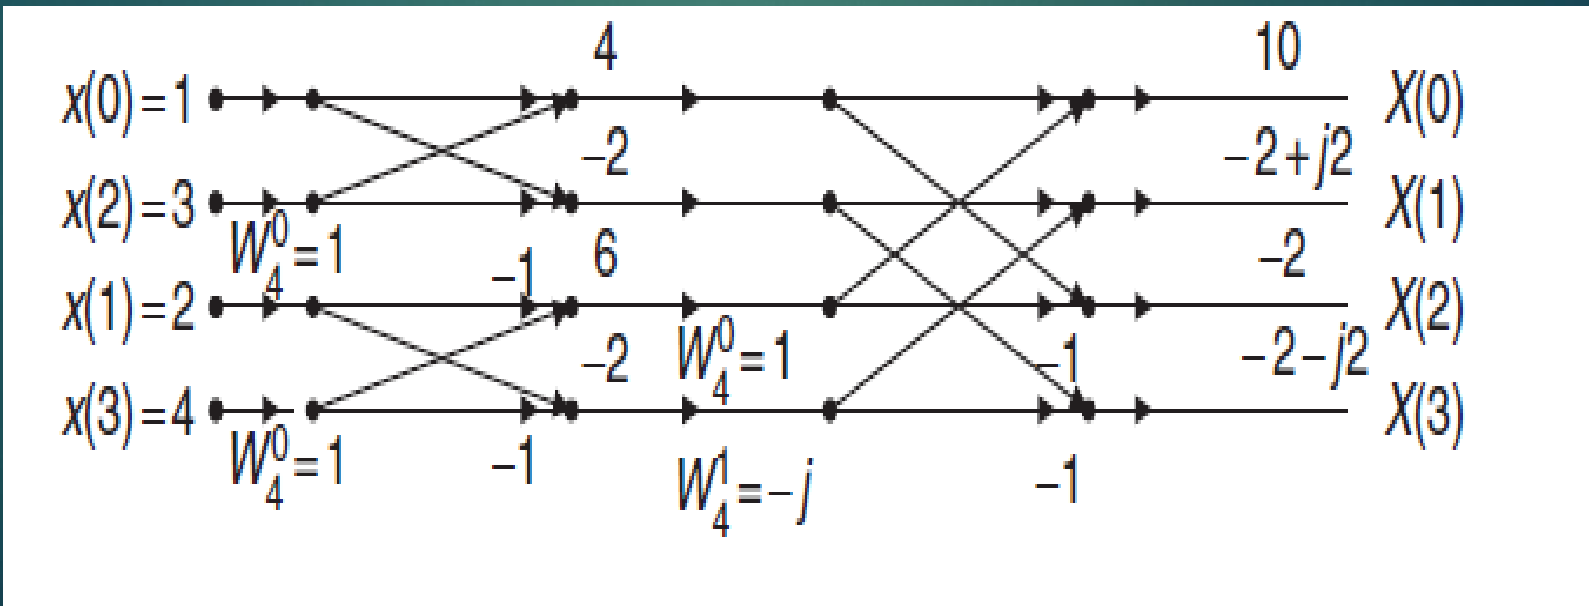 4
10
x(0)=1
X(0)
–2
–2+j2
x(2)=3
X(1)
W₄⁰=1
–1
6
–2
x(1)=2
X(2)
–2
W₄⁰=1
–1
–2–j2
x(3)=4
X(3)
W₄⁰=1
–1
W₄¹=–j
–1